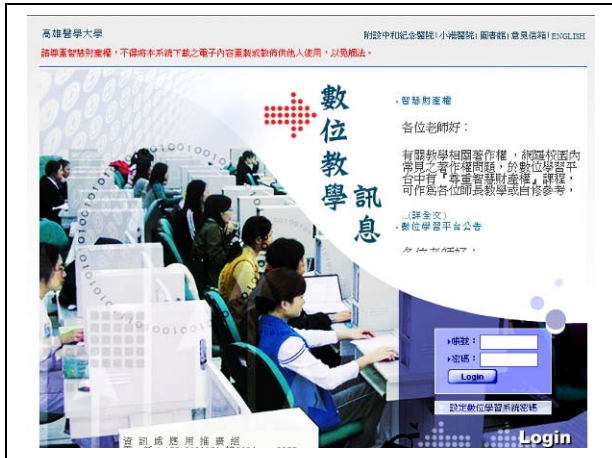 高雄醫學大學
附設中和紀念醫院 | 小港醫院 | 圖書館 | 意見信箱 | ENGLISH
請尊重智慧財產權,不得將本系統下載之電子內容重製或散佈供他人使用,以免觸法。
數位教學
訊息
智慧財產權
各位老師好:
有關教學相關著作權,網羅校園內
常見之著作權問題,於數位學習平
台中有『尊重智慧財產權』課程,
可作為各位師長教學或自修參考,
...(詳全文)
數位學習平台公告
各位老師好:
帳號:
密碼:
Login
設定數位學習系統密碼
Login
資訊處應用推廣組